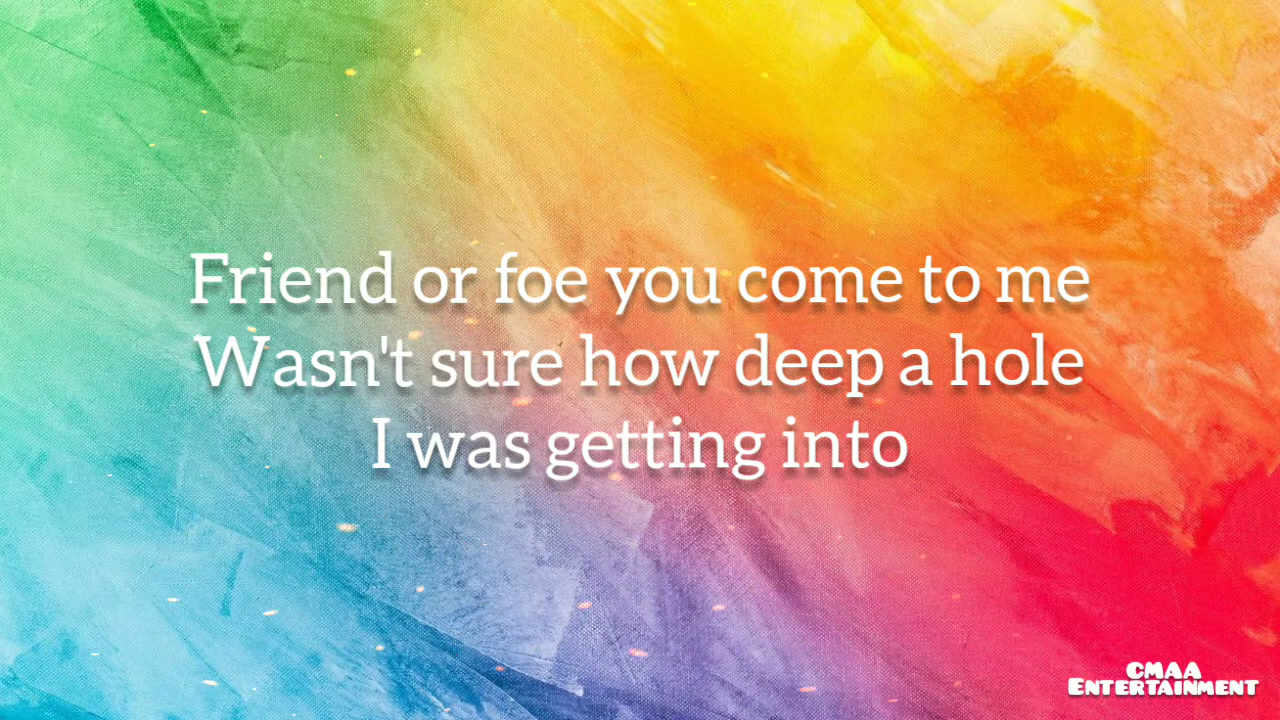 Friend or foe you come to me
Wasn't sure how deep a hole
I was getting into
CMAA
ENTERTAINMENT